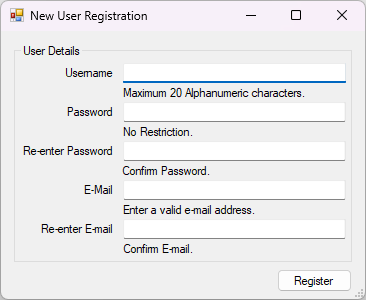 New User Registration
User Details
Username
Maximum 20 Alphanumeric characters.
Password
No Restriction.
Re-enter Password
Confirm Password.
E-Mail
Enter a valid e-mail address.
Re-enter E-mail
Confirm E-mail.
Register